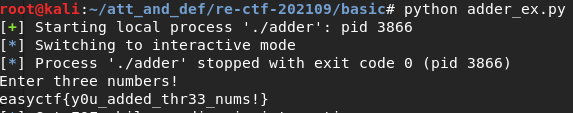 root@kali:~/att_and_def/re-ctf-202109/basic# python adder_ex.py
[+] Starting local process './adder': pid 3866
[*] Switching to interactive mode
[*] Process './adder' stopped with exit code 0 (pid 3866)
Enter three numbers!
easyctf{y0u_added_thr33_nums!}